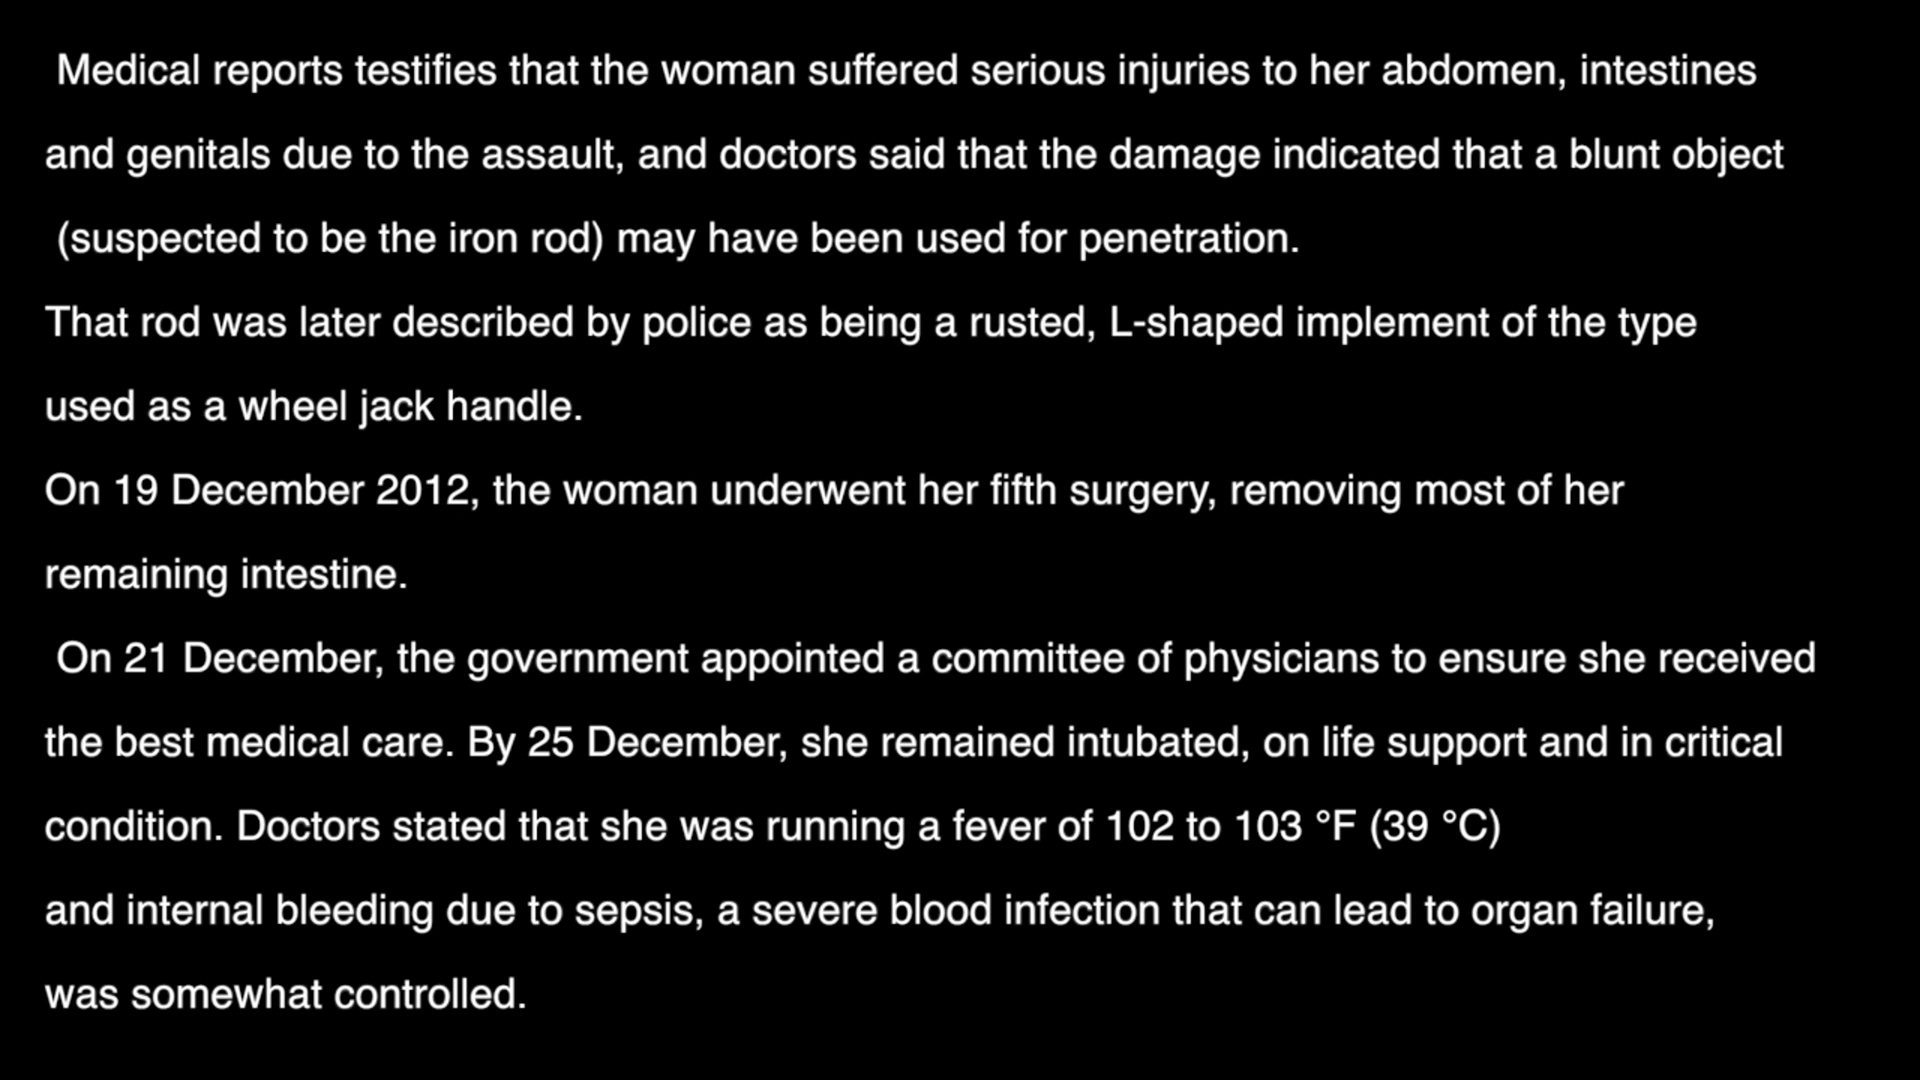 Medical reports testifies that the woman suffered serious injuries to her abdomen, intestines
and genitals due to the assault, and doctors said that the damage indicated that a blunt object
(suspected to be the iron rod) may have been used for penetration.
That rod was later described by police as being a rusted, L-shaped implement of the type
used as a wheel jack handle.
On 19 December 2012, the woman underwent her fifth surgery, removing most of her
remaining intestine.
On 21 December, the government appointed a committee of physicians to ensure she received
the best medical care. By 25 December, she remained intubated, on life support and in critical
condition. Doctors stated that she was running a fever of 102 to 103 °F (39 °C)
and internal bleeding due to sepsis, a severe blood infection that can lead to organ failure,
was somewhat controlled.